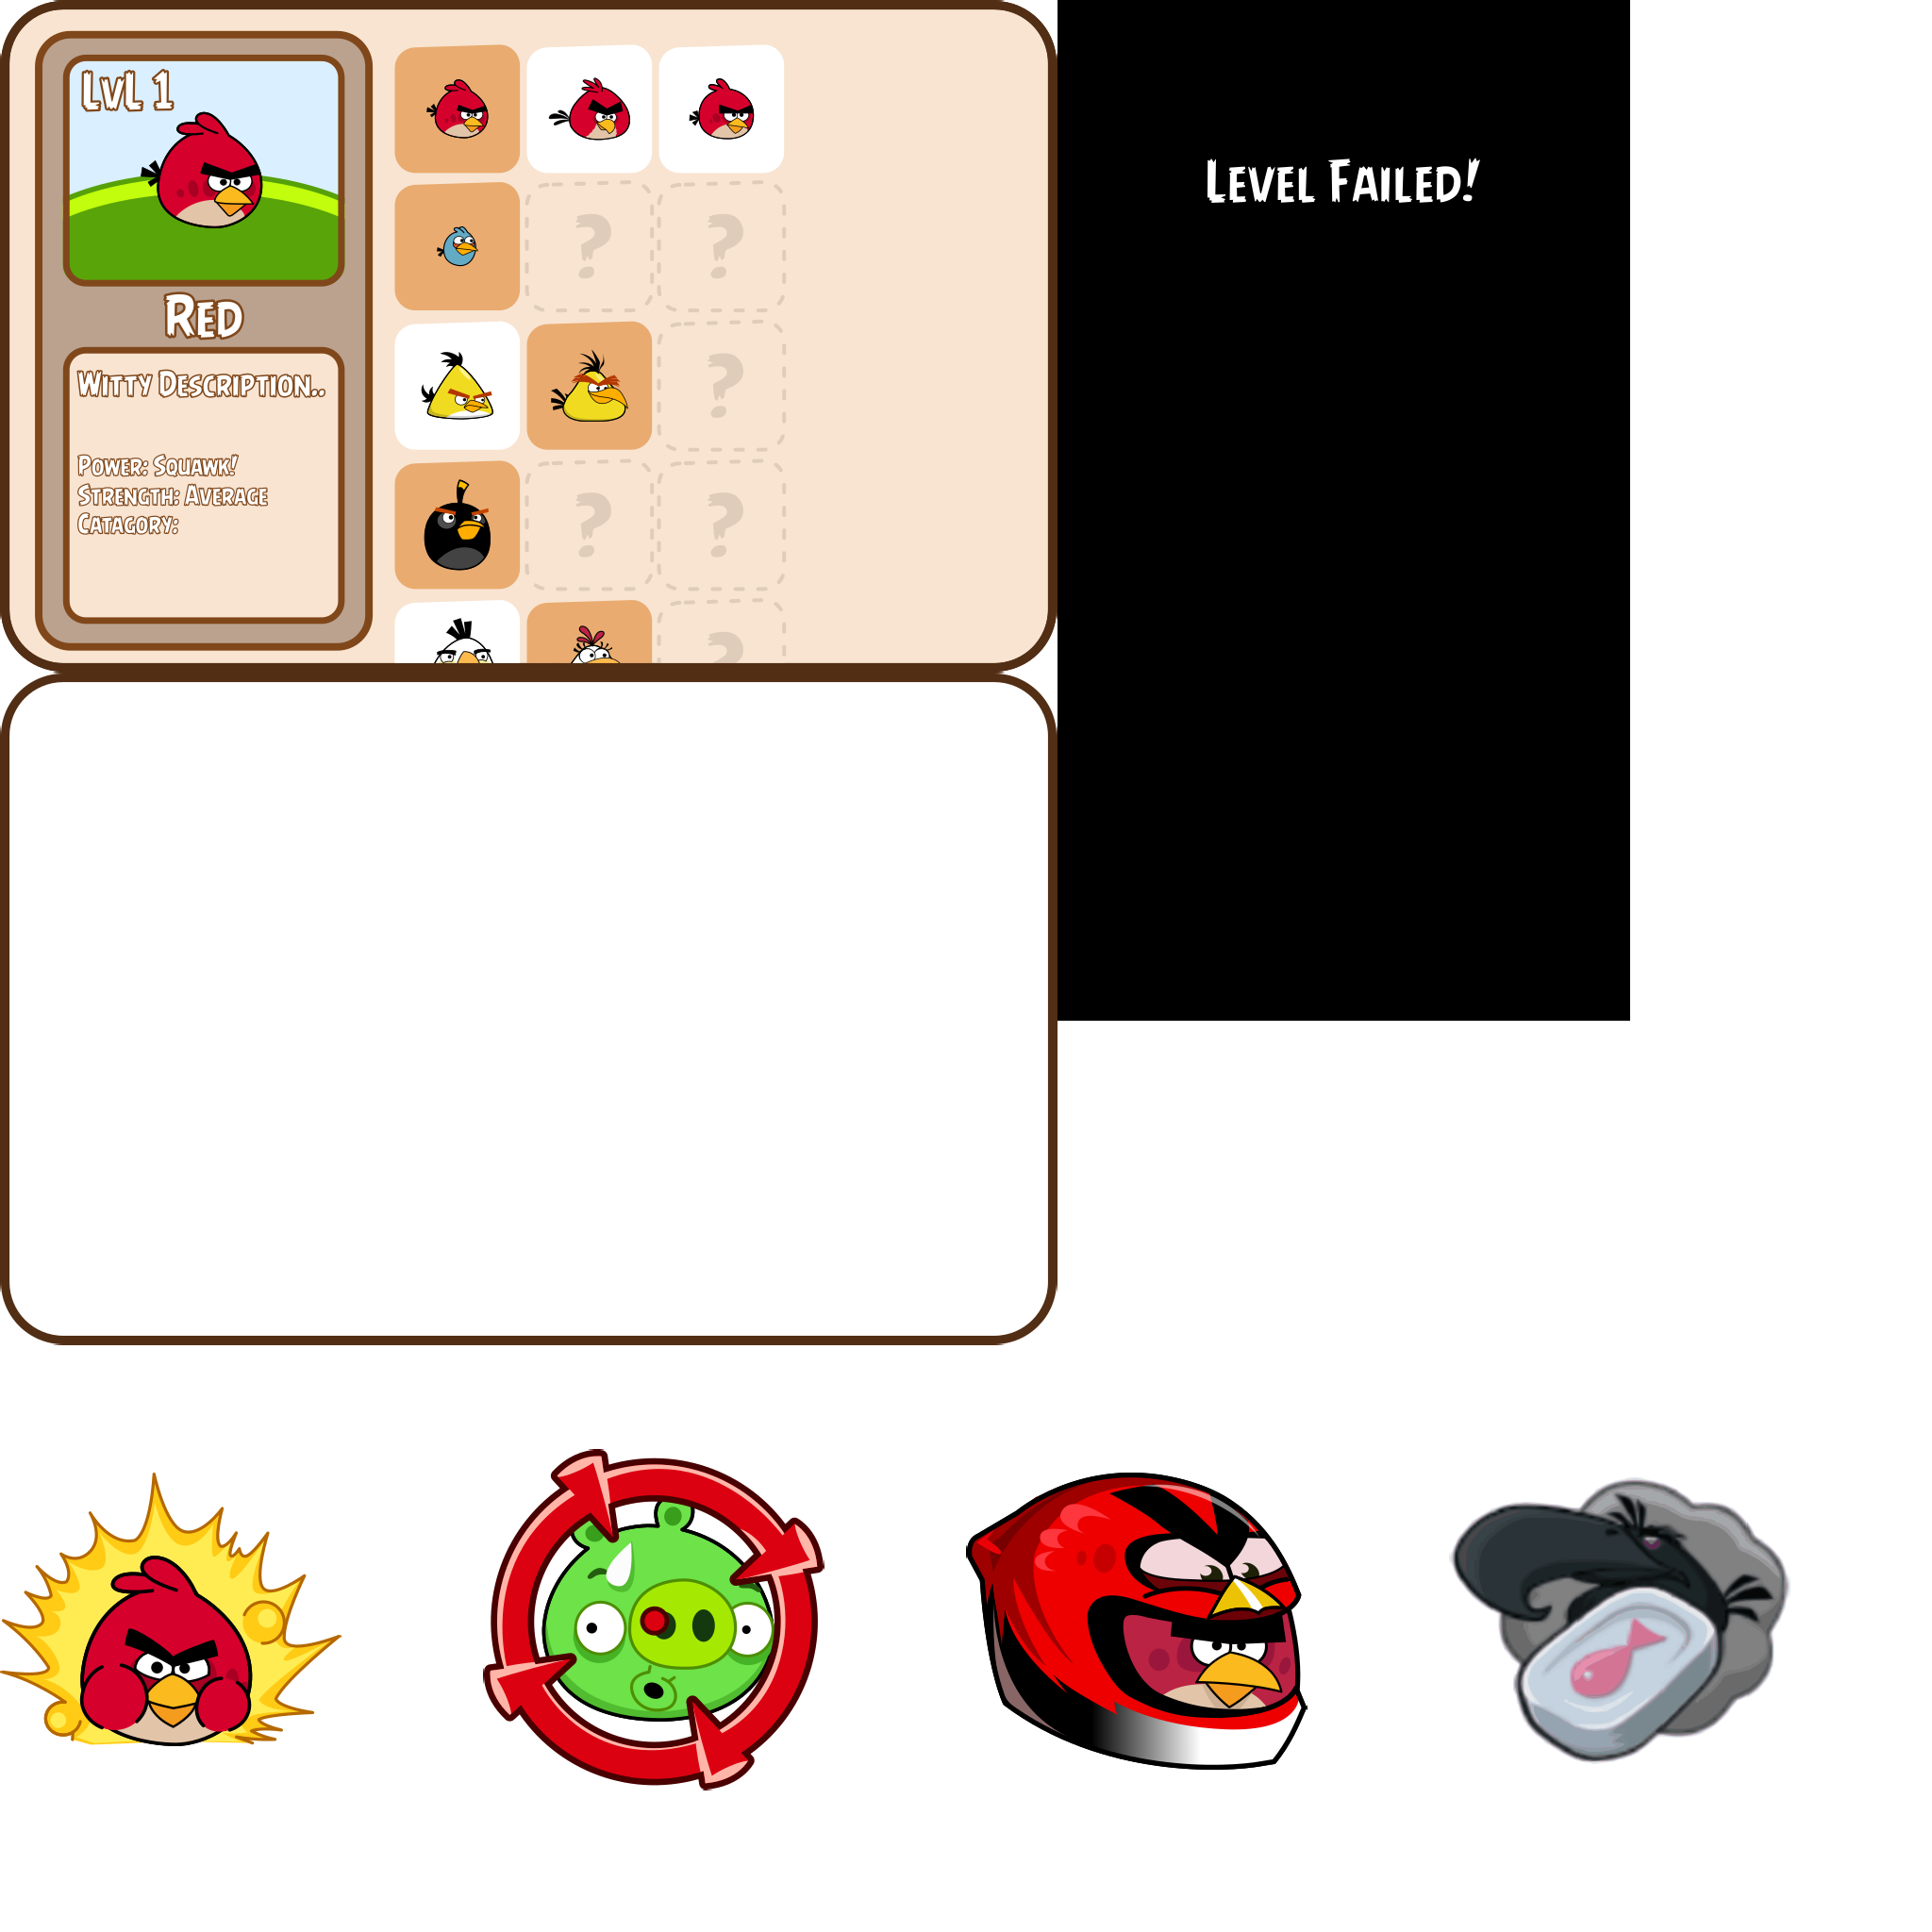 LVL 1
RED
WITTY DESCRIPTION..
POWER: SQUAWK!
STRENGTH: AVERAGE
CATAGORY:
?
?
?
?
?
?
LEVEL FAILED!